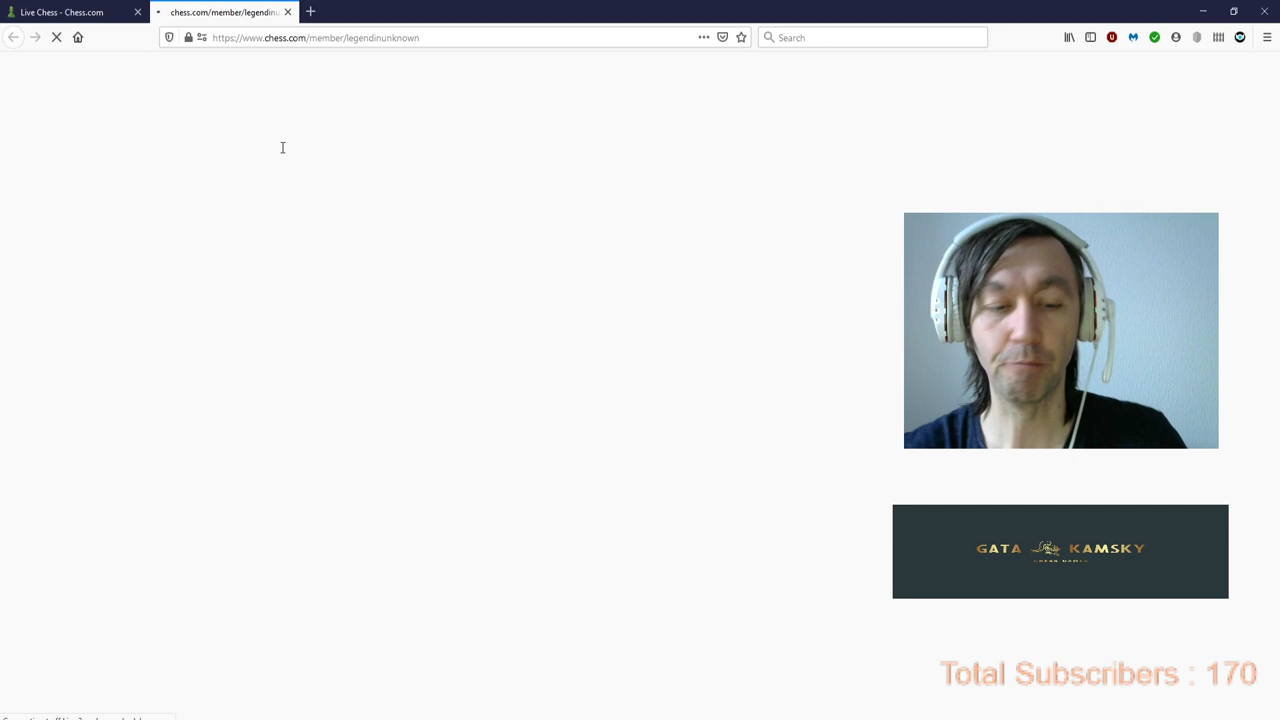 Live Chess - Chess.com
chess.com/member/legendinu
https://www.chess.com/member/legendinunknown
Search
GATA KAMSKY
Total Subscribers : 170